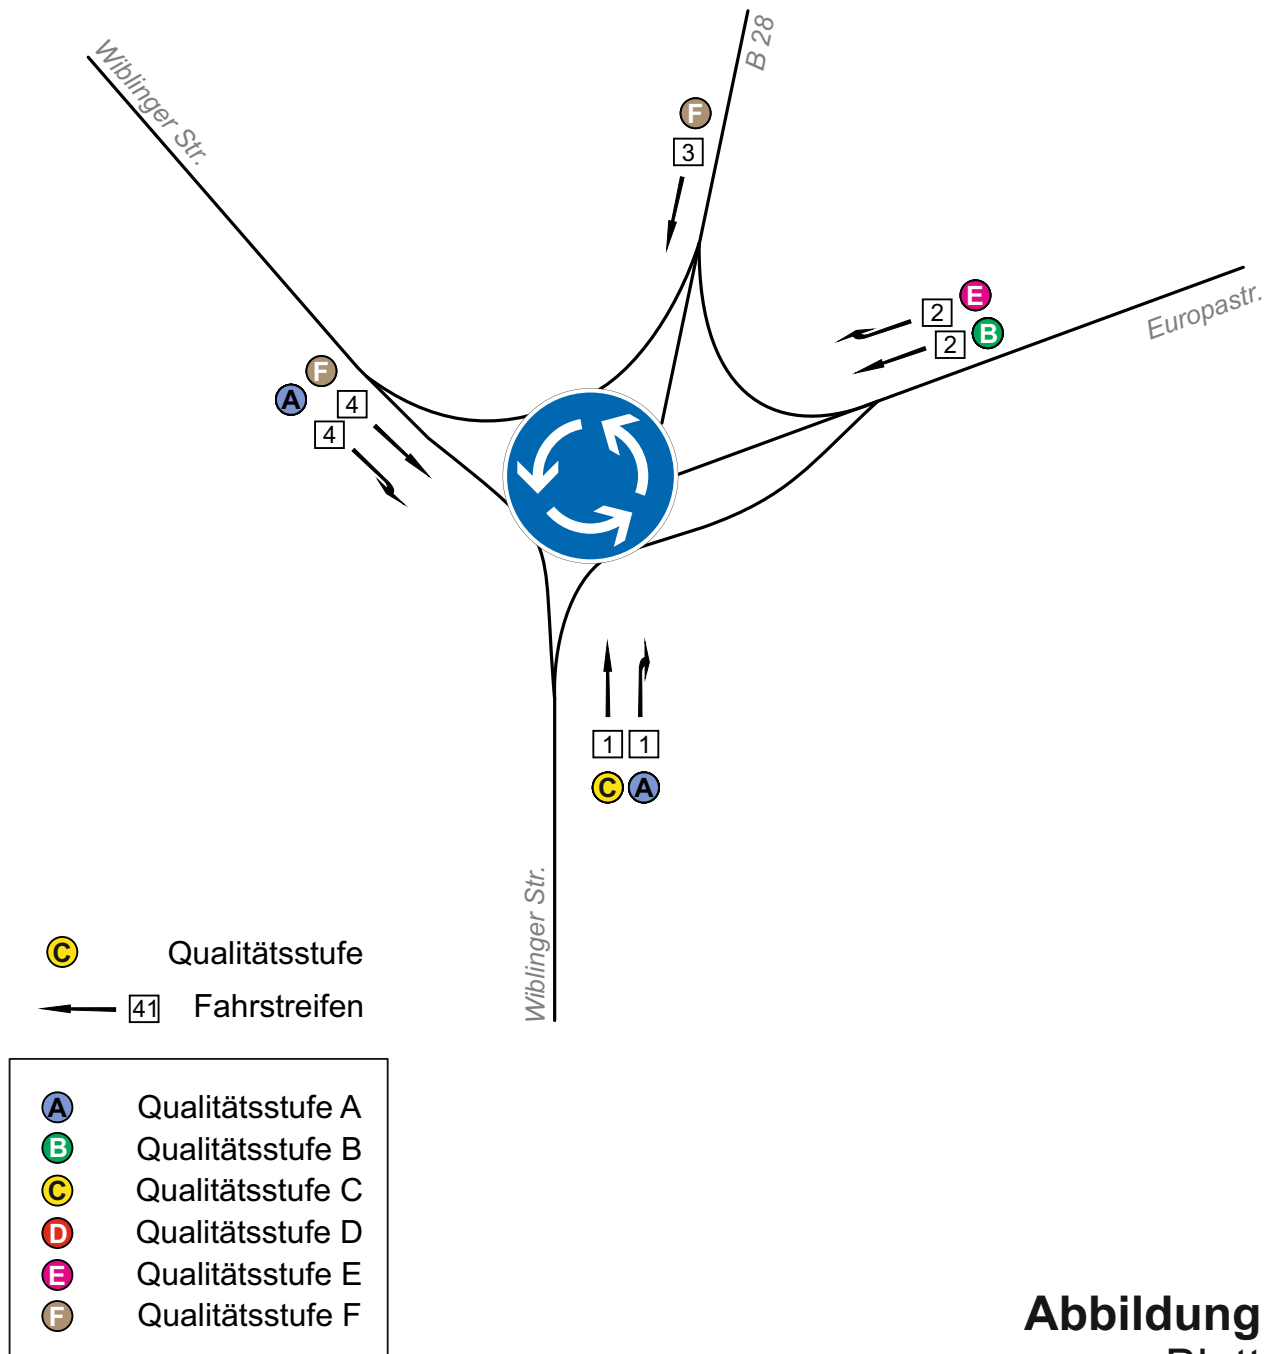 Wiblinger Str.
B 28
F
3
Europastr.
E
2
B
2
F
A
4
4
1 1
C A
Wiblinger Str.
C Qualitätsstufe
41 Fahrstreifen
A Qualitätsstufe A
B Qualitätsstufe B
C Qualitätsstufe C
D Qualitätsstufe D
E Qualitätsstufe E
F Qualitätsstufe F
Abbildung